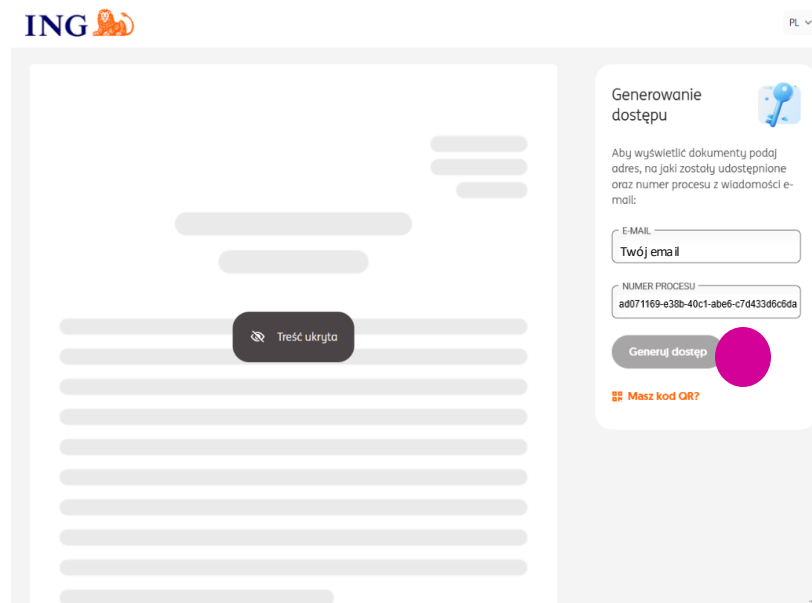 ING
PL
Generowanie
dostępu
Aby wyświetlić dokumenty podaj
adres, na jaki zostały udostępnione
oraz numer procesu z wiadomości e-
mail:
E-MAIL
Twój email
NUMER PROCESU
ad071169-e38b-40c1-abe6-c7d433d6c6da
Treść ukryta
Generuj dostęp
Masz kod QR?